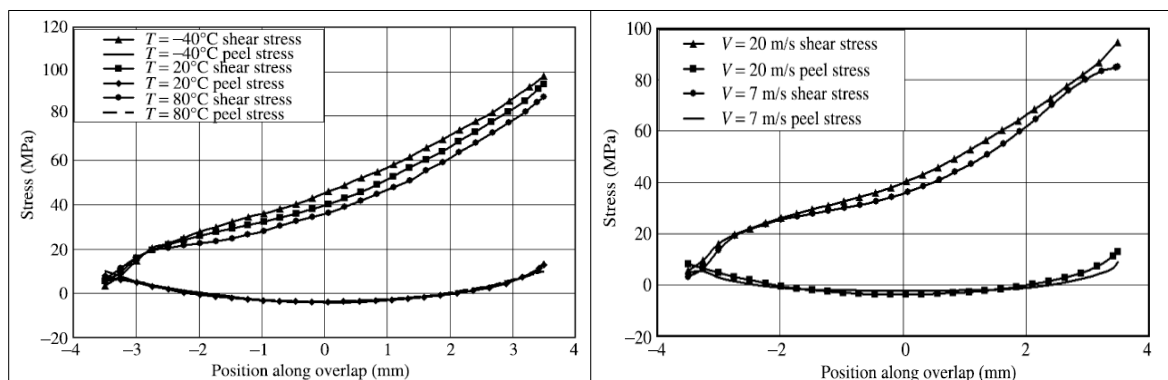 120
100
80
60
40
20
0
−20
Stress (MPa)
T = −40°C shear stress
T = −40°C peel stress
T = 20°C shear stress
T = 20°C peel stress
T = 80°C shear stress
T = 80°C peel stress
−4 −3 −2 −1 0 1 2 3 4
Position along overlap (mm)
100
80
60
40
20
0
−20
Stress (MPa)
V = 20 m/s shear stress
V = 20 m/s peel stress
V = 7 m/s shear stress
V = 7 m/s peel stress
−4 −2 0 2 4
Position along overlap (mm)